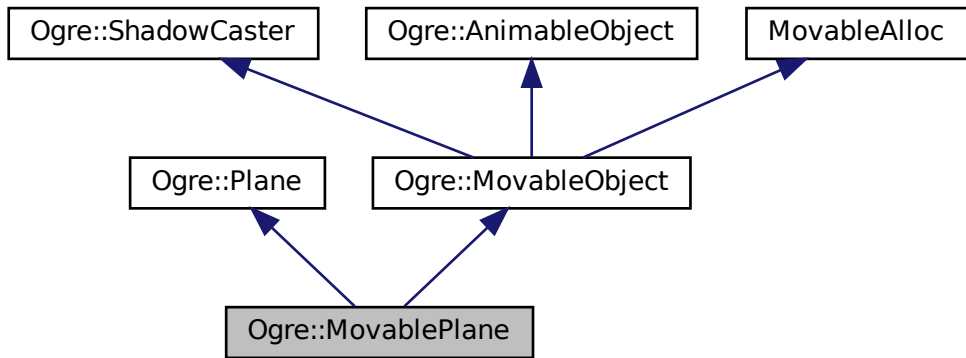 Ogre::ShadowCaster
Ogre::AnimableObject
MovableAlloc
Ogre::Plane
Ogre::MovableObject
Ogre::MovablePlane